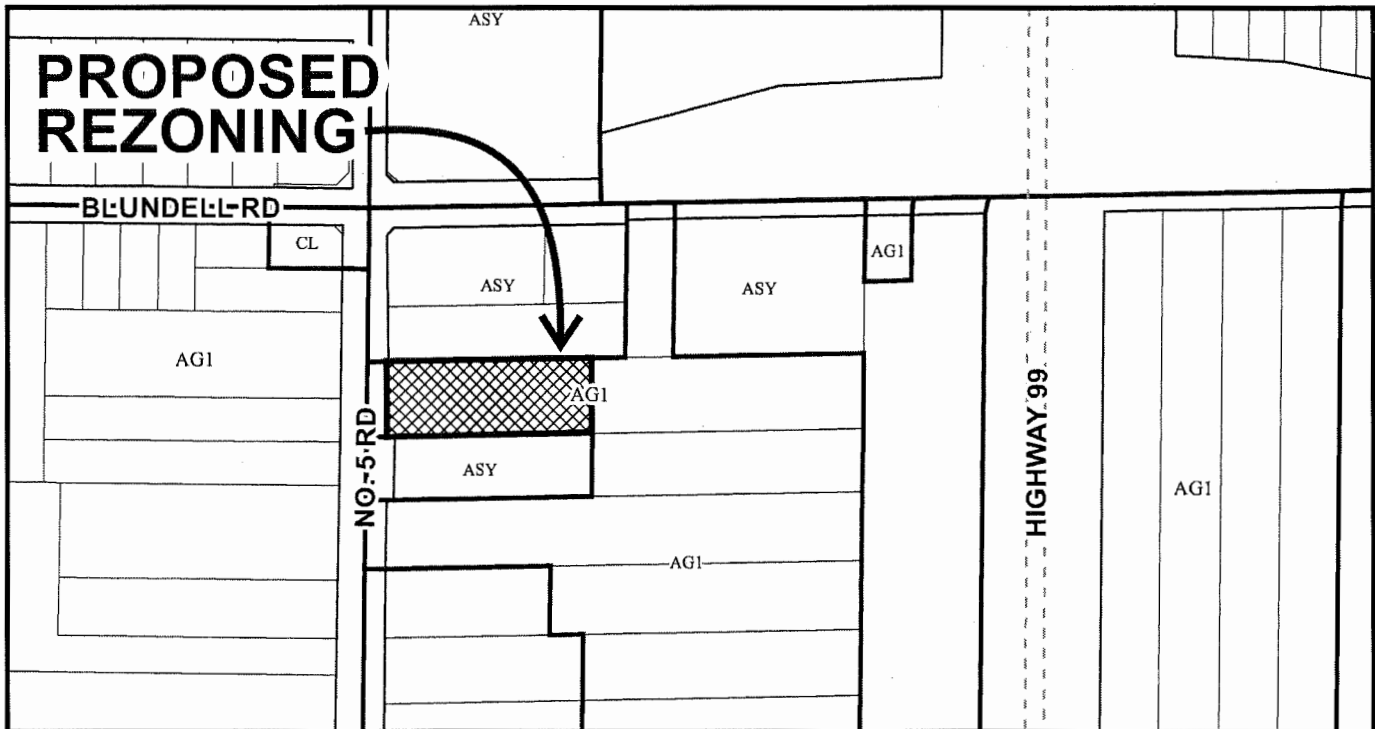 ASY
PROPOSED
REZONING
BLUNDELL RD
CL
ASY
ASY
AG1
AG1
AG1
NO. 5 RD
ASY
HIGHWAY 99
AG1
AG1